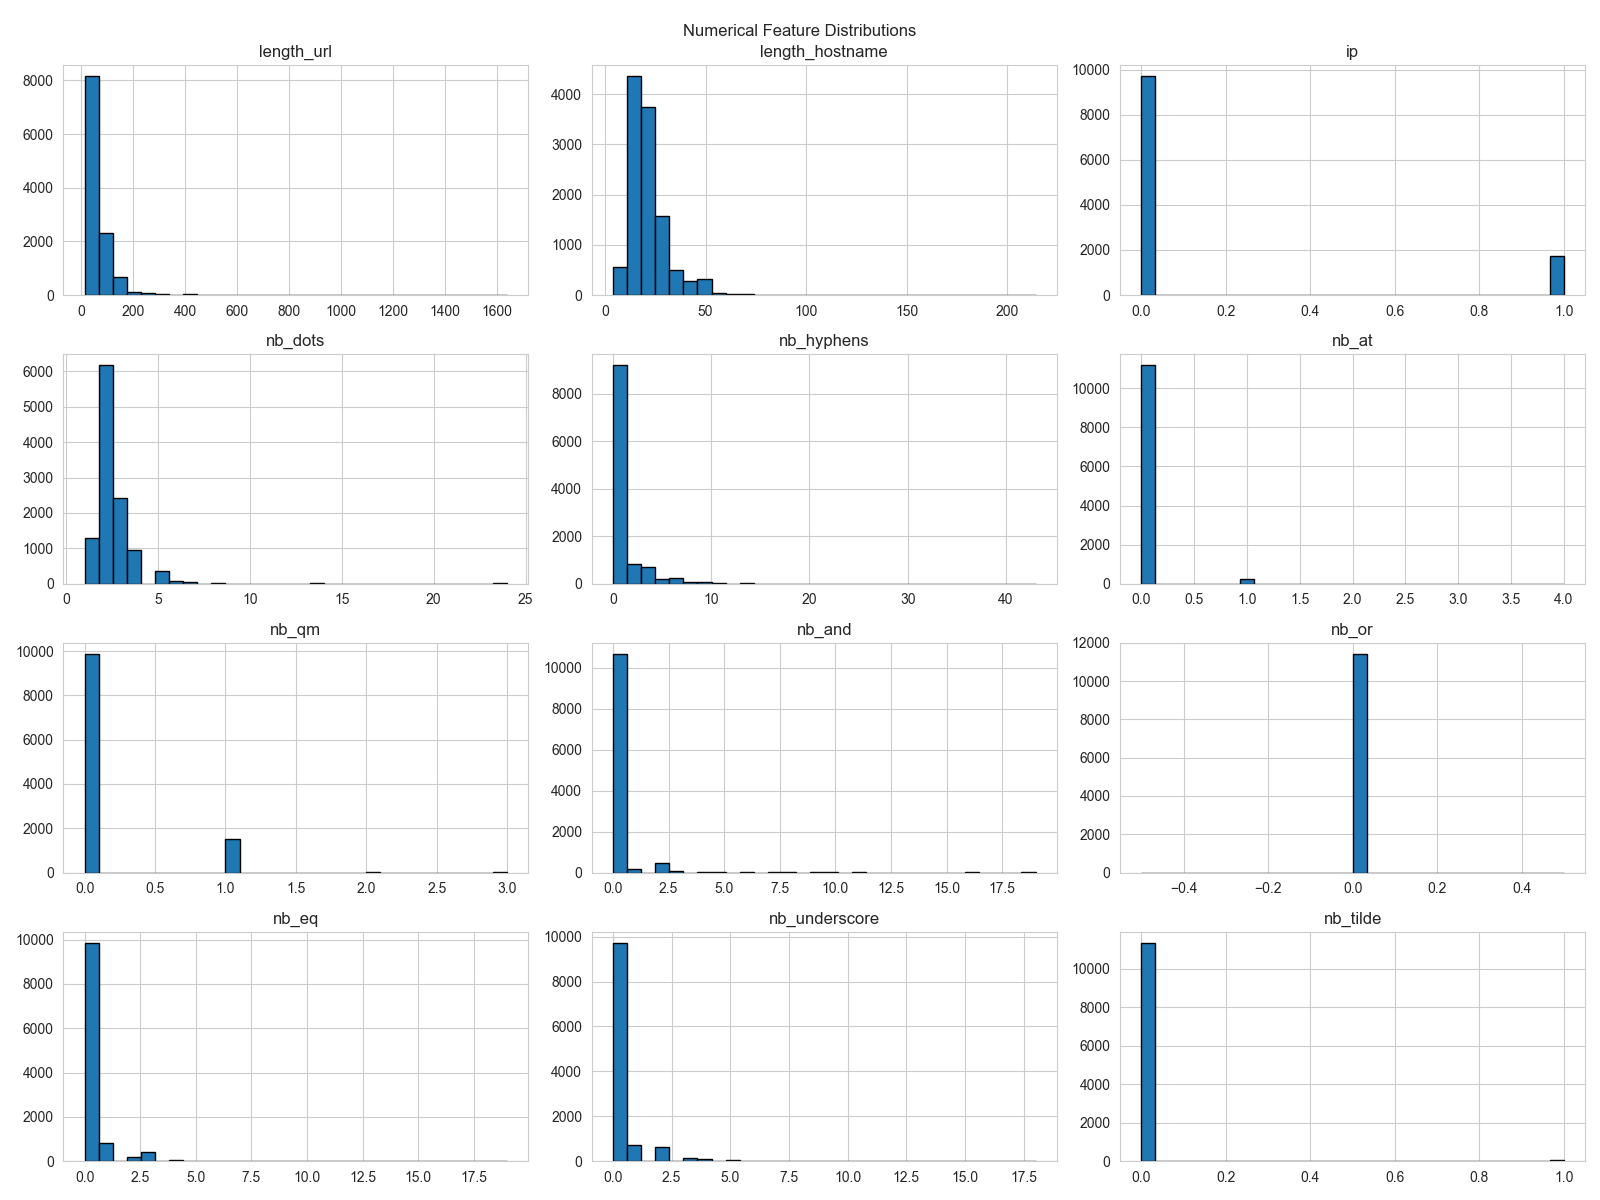 Numerical Feature Distributions
length_url
8000
6000
4000
2000
0
0 200 400 600 800 1000 1200 1400 1600
length_hostname
4000
3000
2000
1000
0
0 50 100 150 200
ip
10000
8000
6000
4000
2000
0
0.0 0.2 0.4 0.6 0.8 1.0
nb_dots
6000
5000
4000
3000
2000
1000
0
0 5 10 15 20 25
nb_hyphens
8000
6000
4000
2000
0
0 10 20 30 40
nb_at
10000
8000
6000
4000
2000
0
0.0 0.5 1.0 1.5 2.0 2.5 3.0 3.5 4.0
nb_qm
10000
8000
6000
4000
2000
0
0.0 0.5 1.0 1.5 2.0 2.5 3.0
nb_and
10000
8000
6000
4000
2000
0
0.0 2.5 5.0 7.5 10.0 12.5 15.0 17.5
nb_or
12000
10000
8000
6000
4000
2000
0
−0.4 −0.2 0.0 0.2 0.4
nb_eq
10000
8000
6000
4000
2000
0
0.0 2.5 5.0 7.5 10.0 12.5 15.0 17.5
nb_underscore
10000
8000
6000
4000
2000
0
0.0 2.5 5.0 7.5 10.0 12.5 15.0 17.5
nb_tilde
10000
8000
6000
4000
2000
0
0.0 0.2 0.4 0.6 0.8 1.0